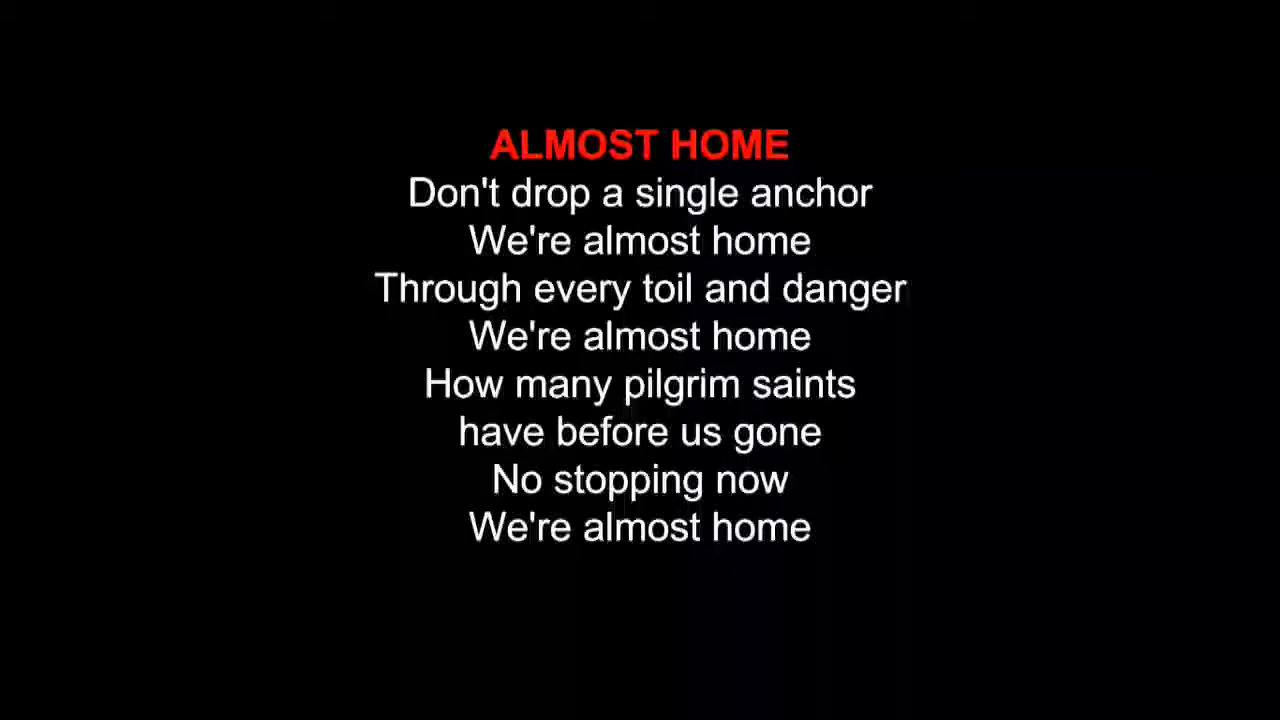 ALMOST HOME
Don't drop a single anchor
We're almost home
Through every toil and danger
We're almost home
How many pilgrim saints
have before us gone
No stopping now
We're almost home